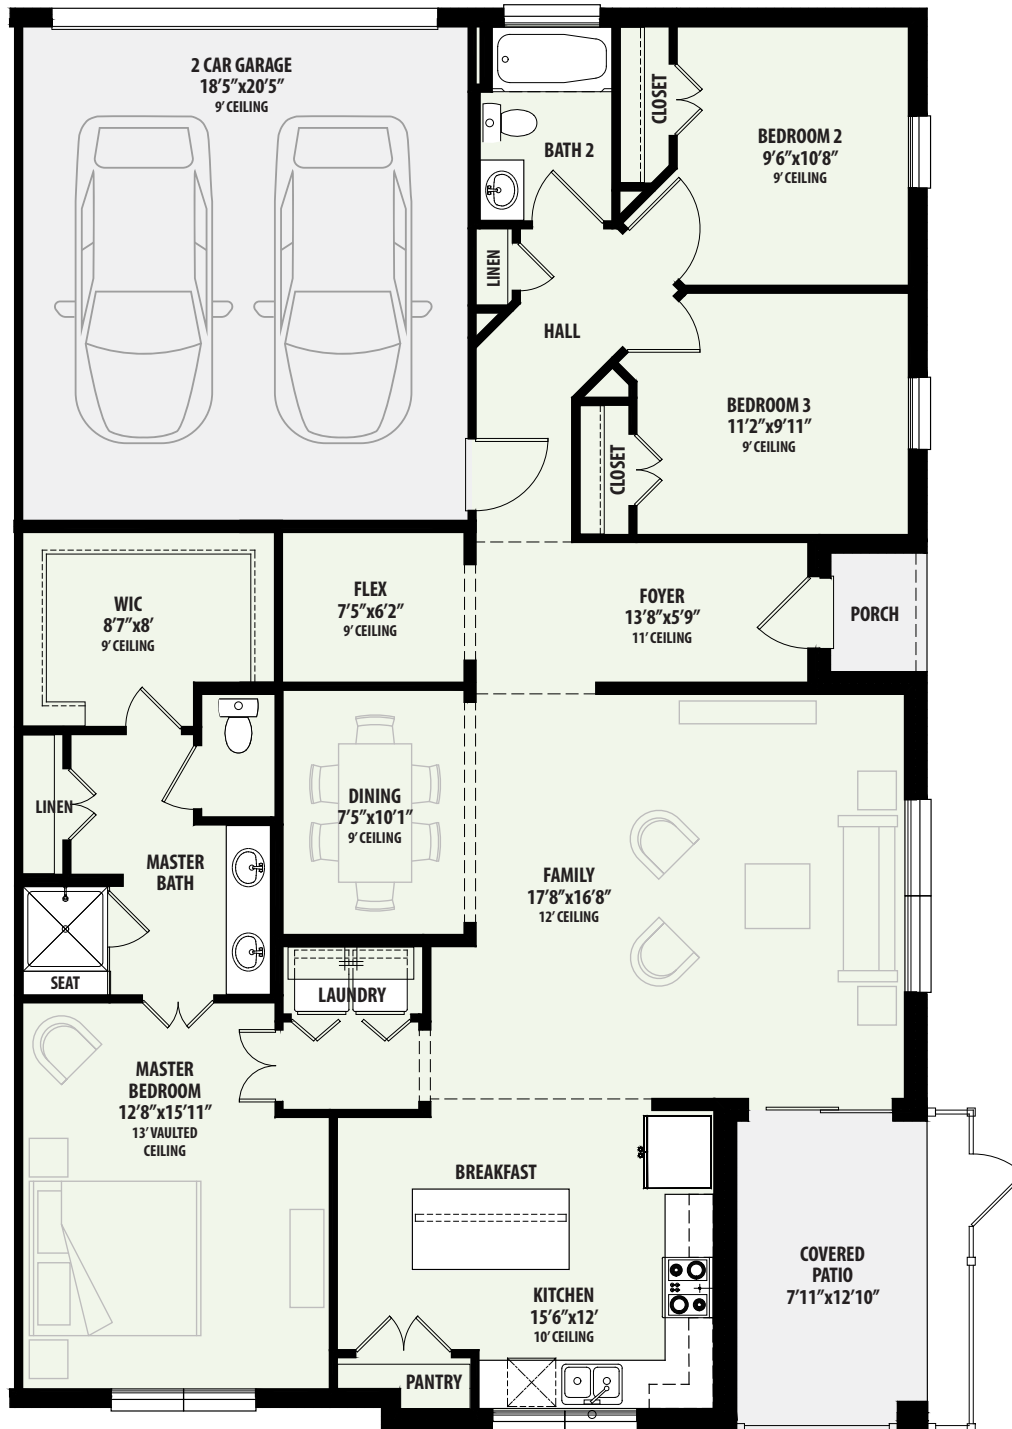 2 CAR GARAGE
18'5"x20'5"
9' CEILING
BATH 2
CLOSET
BEDROOM 2
9'6"x10'8"
9' CEILING
LINEN
HALL
BEDROOM 3
11'2"x9'11"
9' CEILING
CLOSET
WIC
8'7"x8'
9' CEILING
FLEX
7'5"x6'2"
9' CEILING
FOYER
13'8"x5'9"
11' CEILING
PORCH
LINEN
DINING
7'5"x10'1"
9' CEILING
MASTER
BATH
FAMILY
17'8"x16'8"
12' CEILING
SEAT
LAUNDRY
MASTER
BEDROOM
12'8"x15'11"
13' VAULTED
CEILING
BREAKFAST
KITCHEN
15'6"x12'
10' CEILING
PANTRY
COVERED
PATIO
7'11"x12'10"